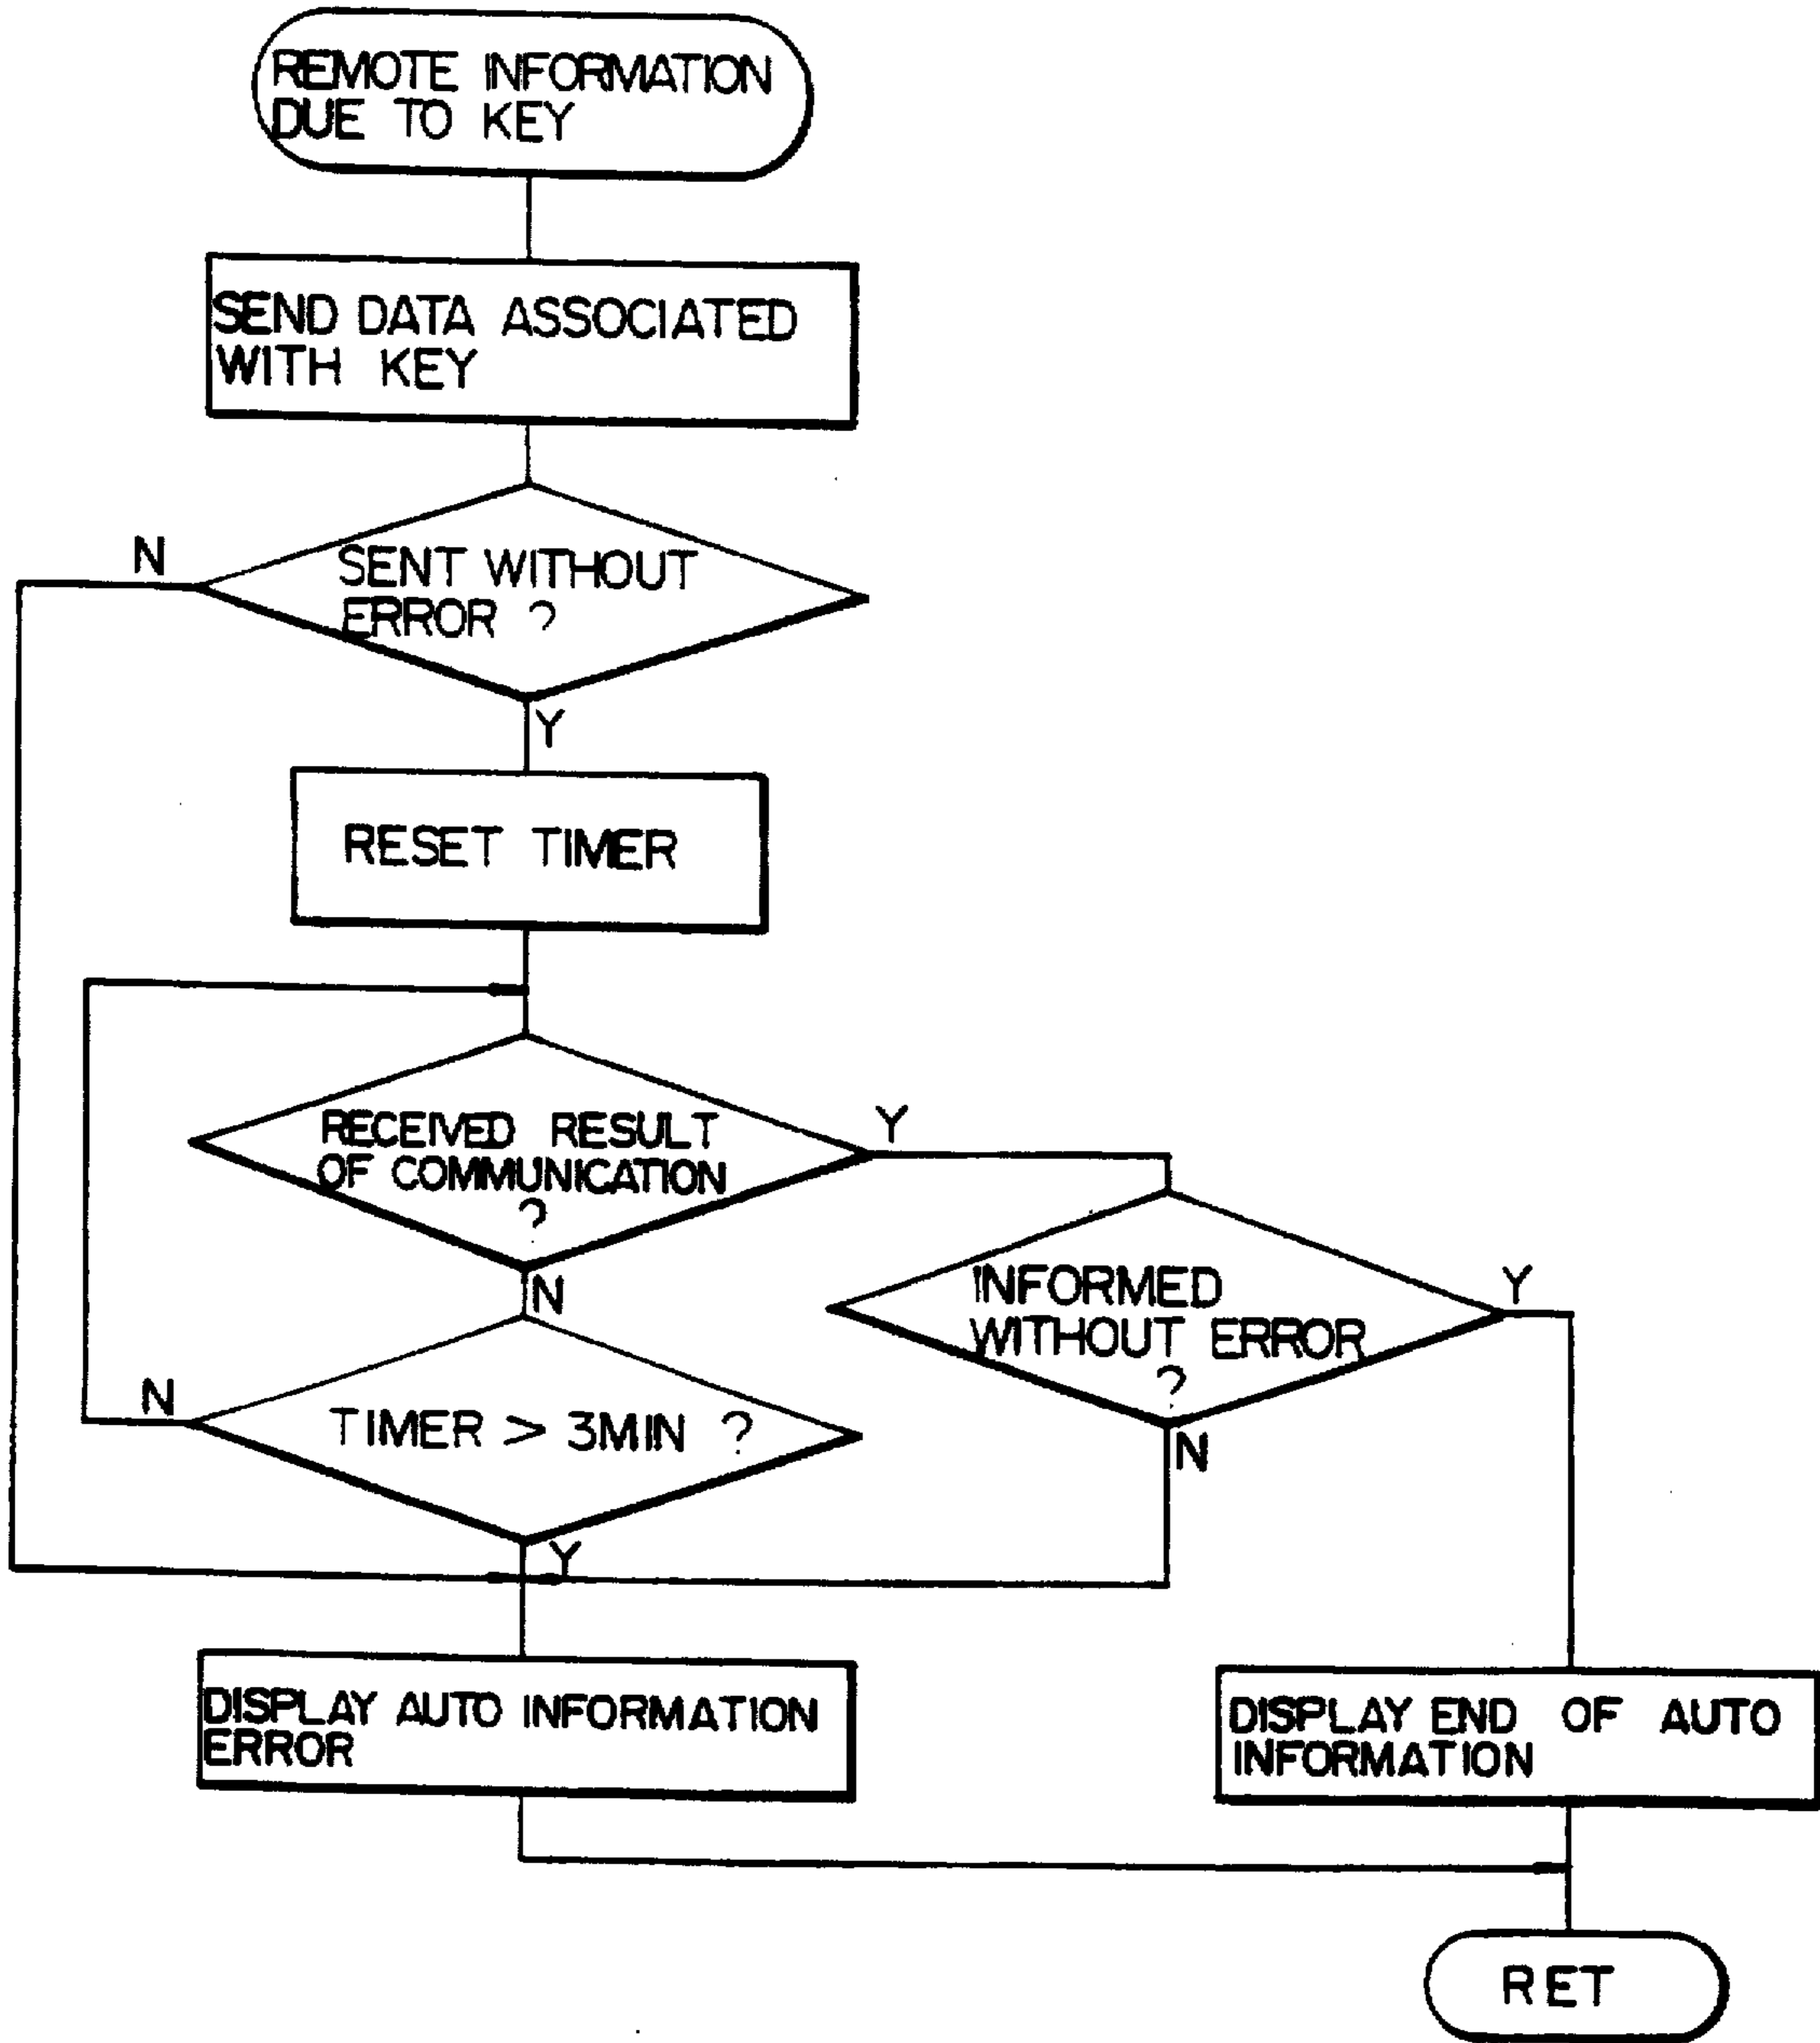 REMOTE INFORMATION
DUE TO KEY
SEND DATA ASSOCIATED
WITH KEY
N
SENT WITHOUT
ERROR ?
Y
RESET TIMER
RECEIVED RESULT
OF COMMUNICATION
?
Y
N
INFORMED
WITHOUT ERROR
?
Y
N
TIMER > 3MIN ?
N
Y
DISPLAY AUTO INFORMATION
ERROR
DISPLAY END OF AUTO
INFORMATION
RET